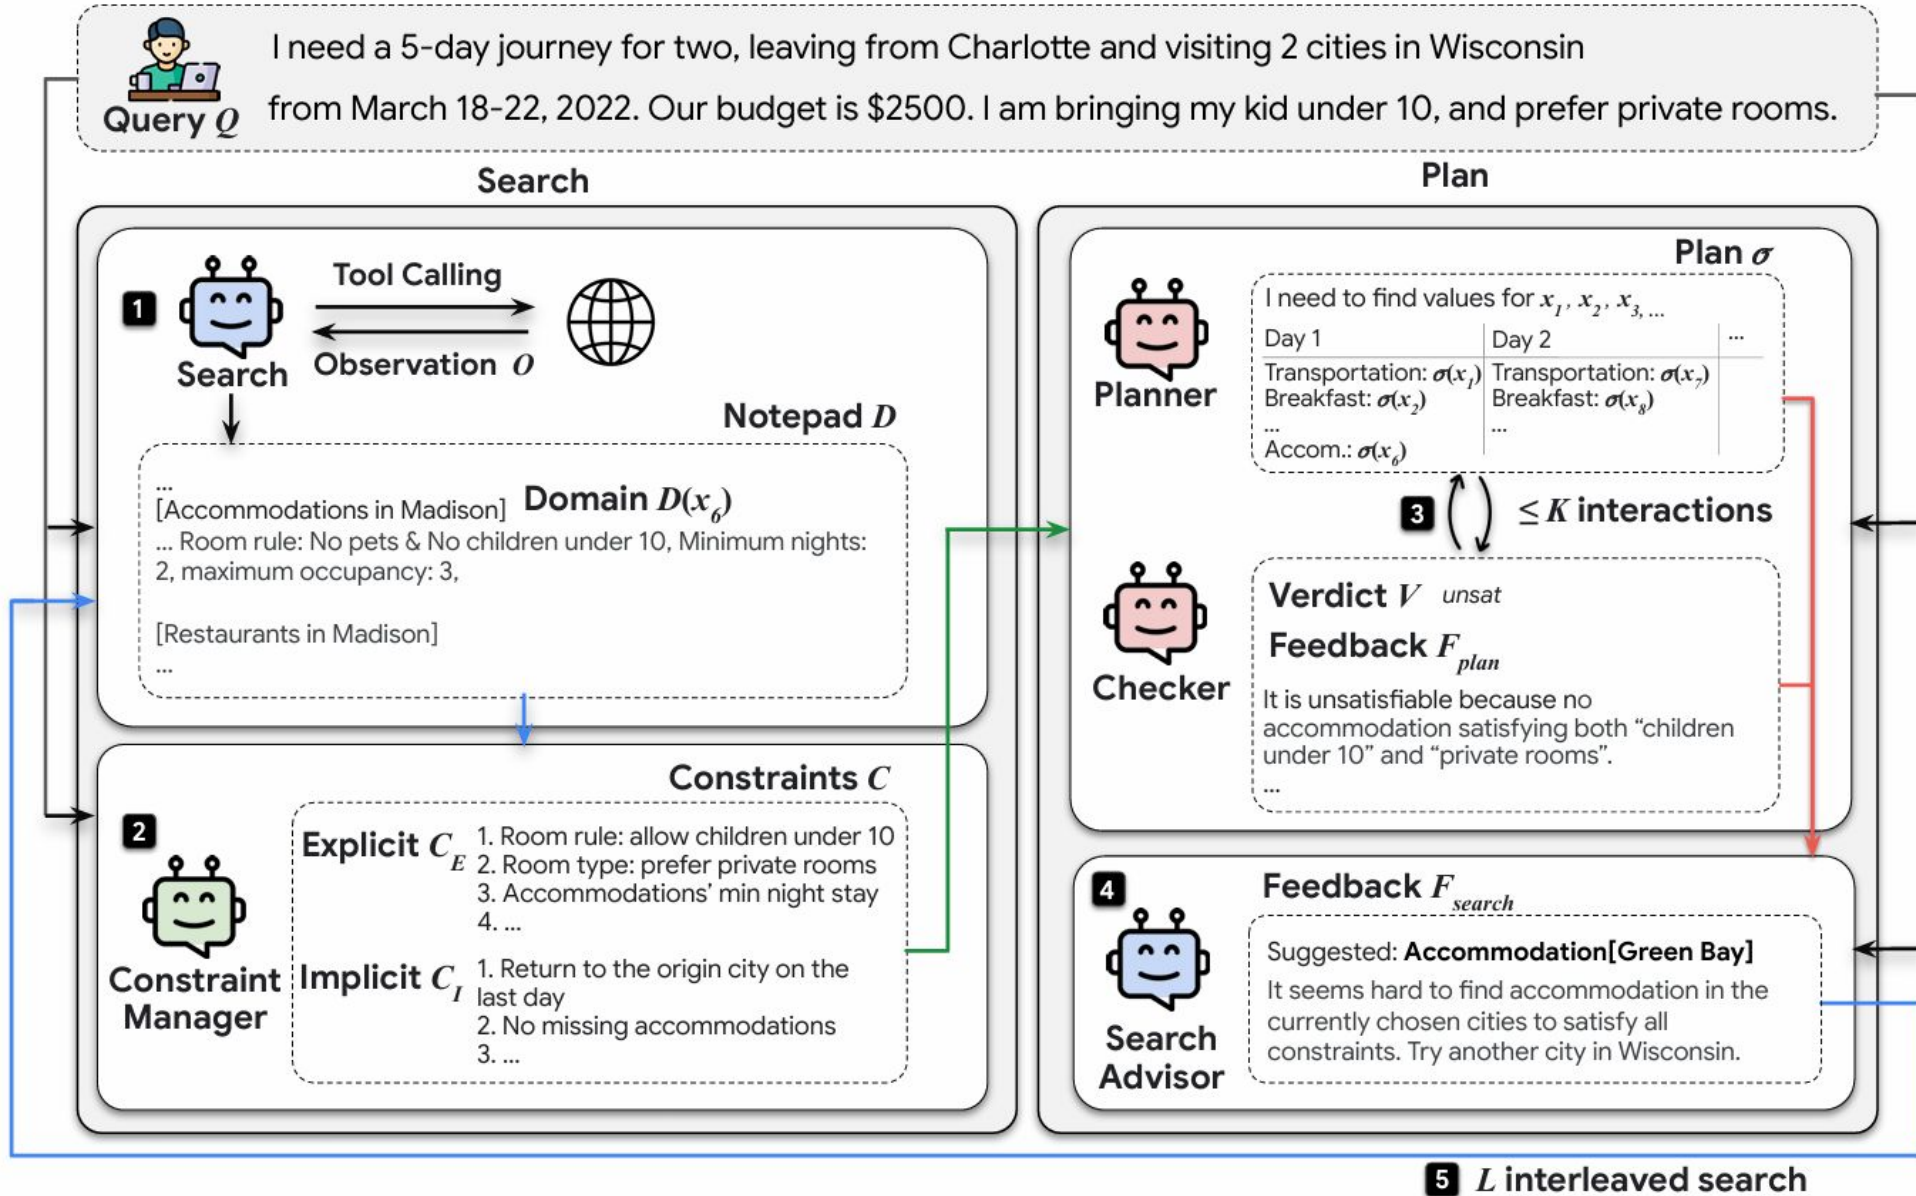 I need a 5-day journey for two, leaving from Charlotte and visiting 2 cities in Wisconsin
from March 18-22, 2022. Our budget is $2500. I am bringing my kid under 10, and prefer private rooms.
Query Q
Search
1
Tool Calling
Observation O
Search
Notepad D
...
[Accommodations in Madison] Domain D(x₆)
... Room rule: No pets & No children under 10, Minimum nights:
2, maximum occupancy: 3,
[Restaurants in Madison]
...
2
Constraint
Manager
Constraints C
Explicit C_E
1. Room rule: allow children under 10
2. Room type: prefer private rooms
3. Accommodations’ min night stay
4. ...
Implicit C_I
1. Return to the origin city on the
last day
2. No missing accommodations
3. ...
Plan
Plan σ
Planner
I need to find values for x₁, x₂, x₃, ...
Day 1 Day 2 ...
Transportation: σ(x₁) Transportation: σ(x₇)
Breakfast: σ(x₂) Breakfast: σ(x₈)
... ...
Accom.: σ(x₆)
3 ≤ K interactions
Checker
Verdict V unsat
Feedback F_plan
It is unsatisfiable because no
accommodation satisfying both “children
under 10” and “private rooms”.
...
4
Search
Advisor
Feedback F_search
Suggested: Accommodation[Green Bay]
It seems hard to find accommodation in the
currently chosen cities to satisfy all
constraints. Try another city in Wisconsin.
5 L interleaved search